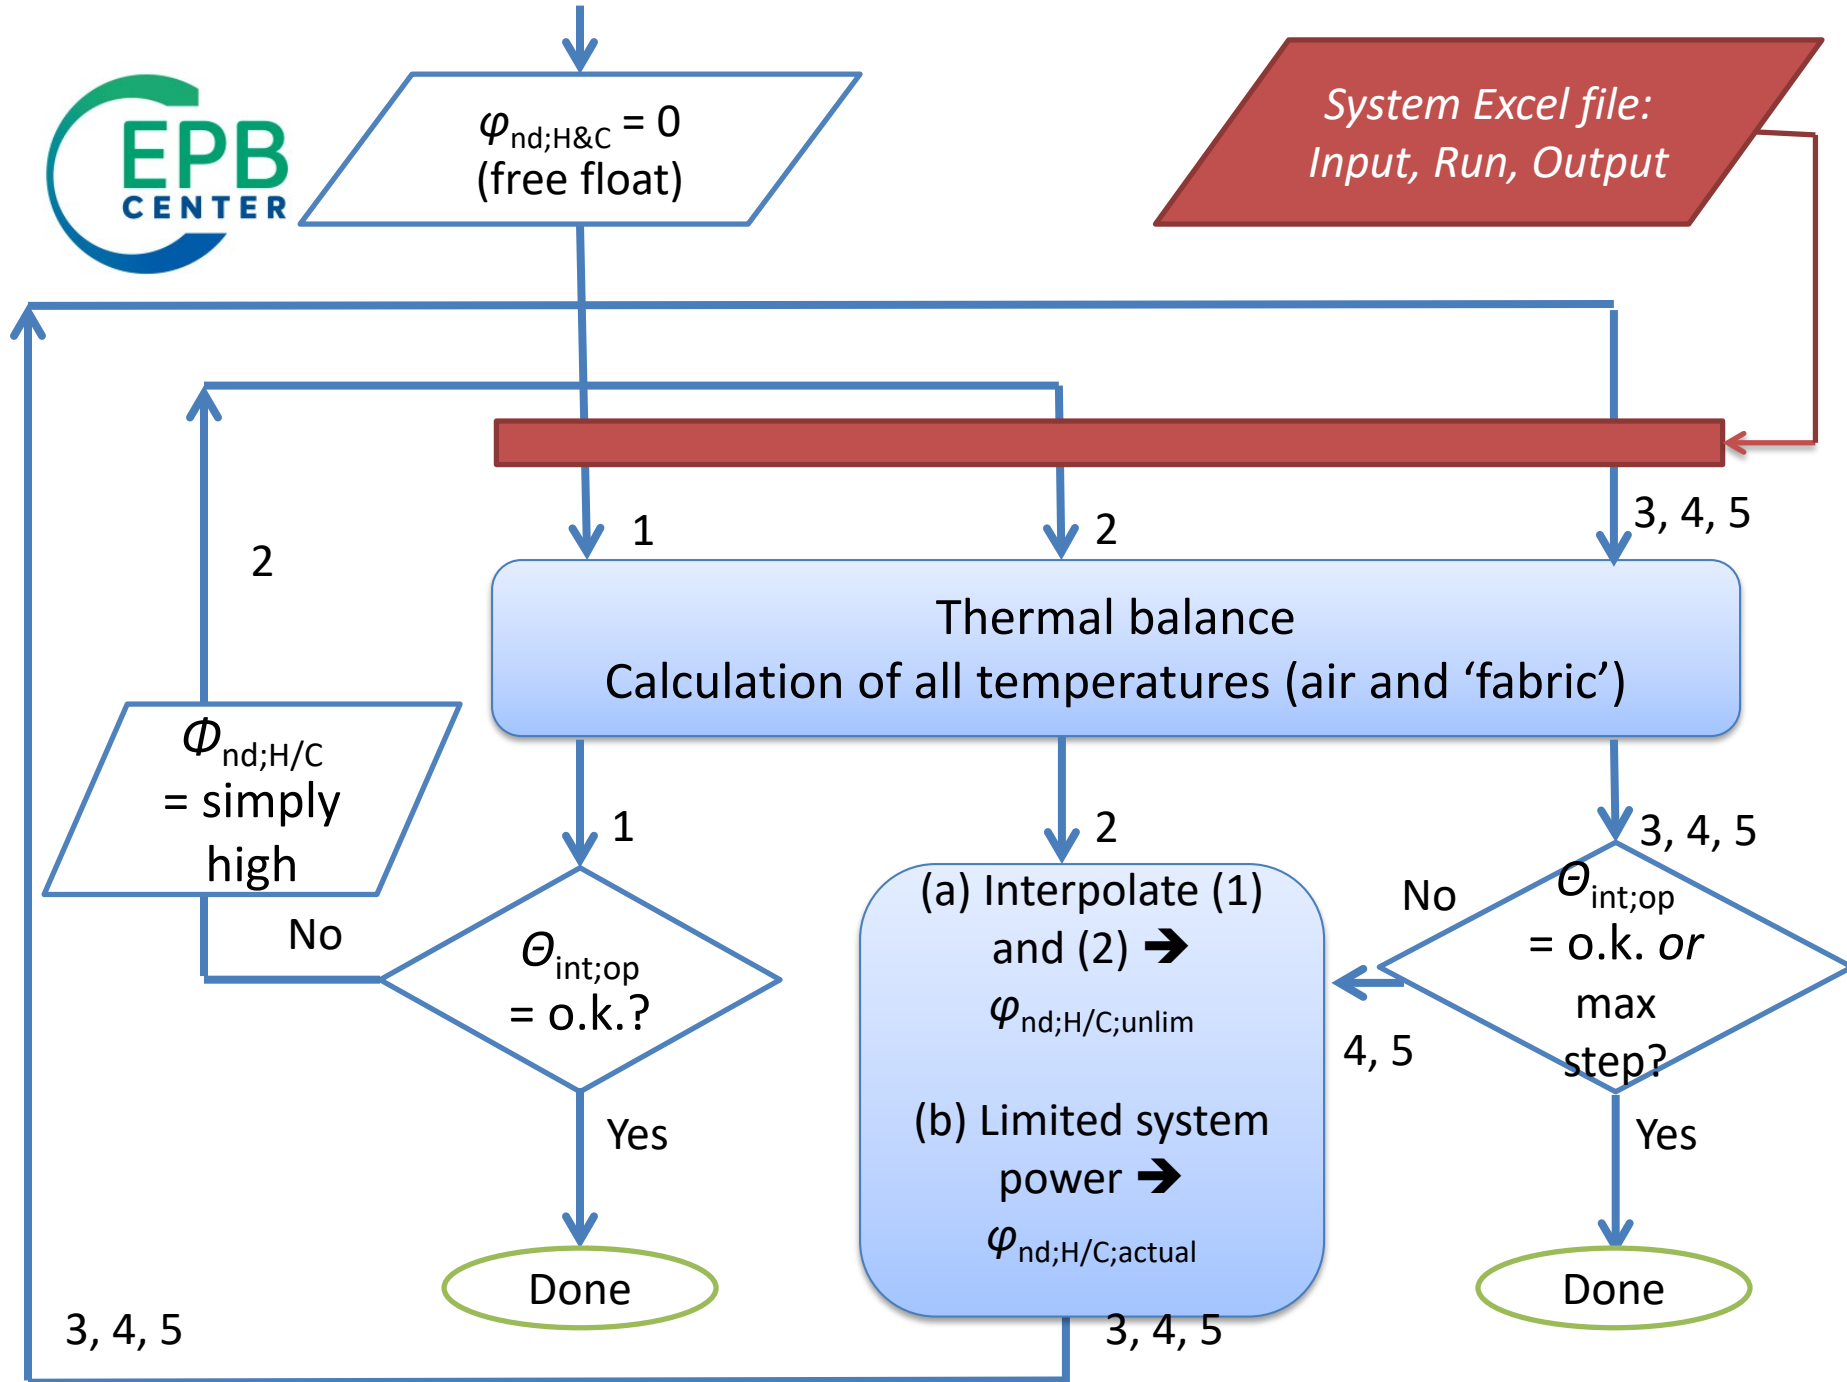 EPB
CENTER
φnd;H&C = 0
(free float)
System Excel file:
Input, Run, Output
1
2
3, 4, 5
2
Thermal balance
Calculation of all temperatures (air and ‘fabric’)
Φnd;H/C
= simply
high
1
2
3, 4, 5
No
Θint;op
= o.k.?
(a) Interpolate (1)
and (2) 🡺
φnd;H/C;unlim
(b) Limited system
power 🡺
φnd;H/C;actual
No
Θint;op
= o.k. or
max
step?
4, 5
Yes
Yes
Done
Done
3, 4, 5
3, 4, 5